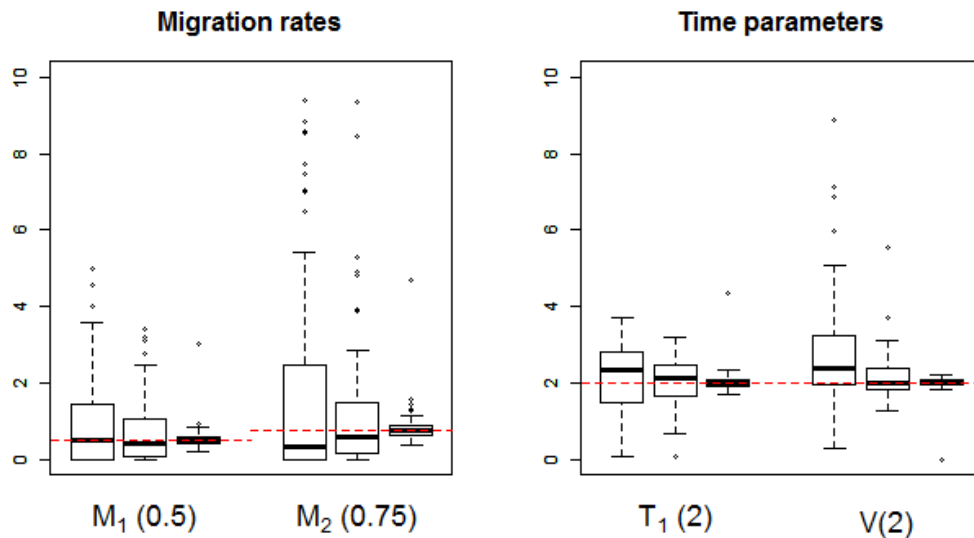 Migration rates
Time parameters
10
8
6
4
2
0
10
8
6
4
2
0
M₁ (0.5)
M₂ (0.75)
T₁ (2)
V(2)